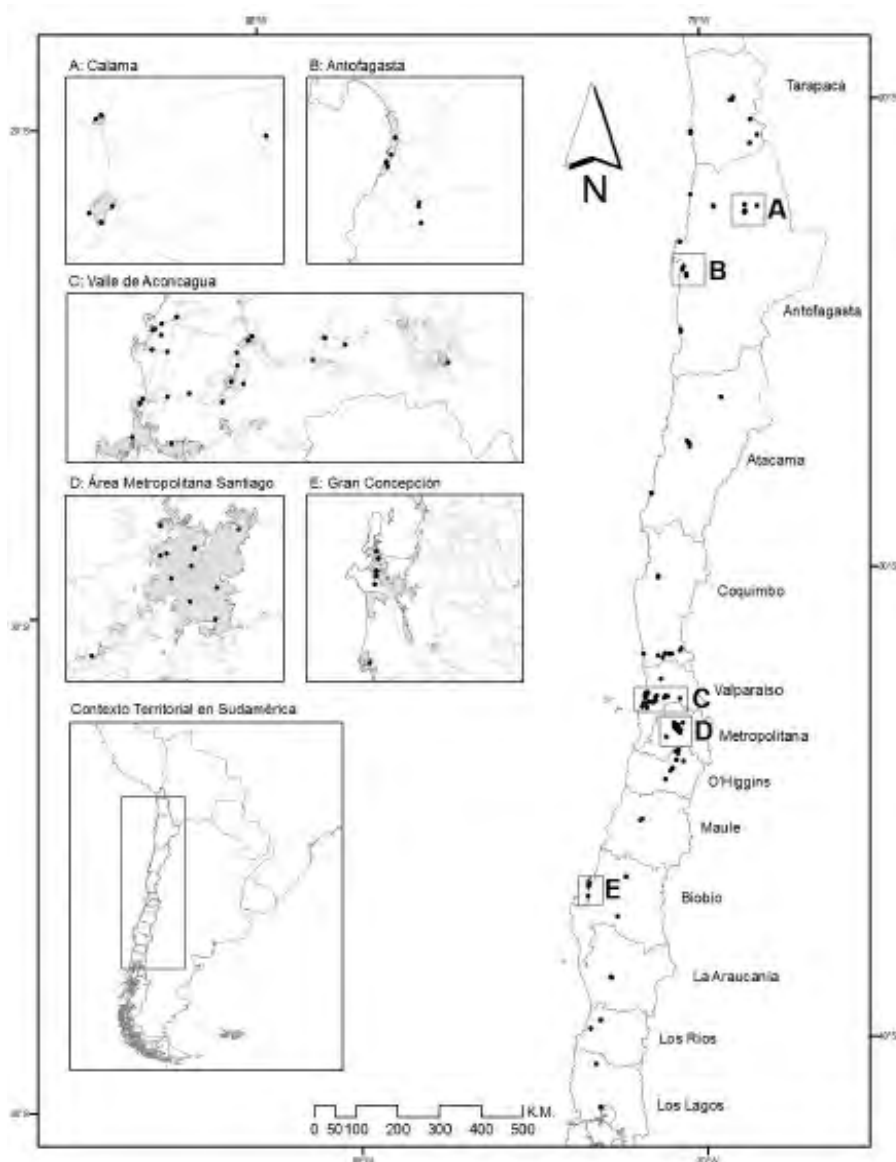 A: Calama
B: Antofagasta
C: Valle de Aconcagua
D: Área Metropolitana Santiago
E: Gran Concepción
Contexto Territorial en Sudamérica
N
Tarapacá
A
B
Antofagasta
Atacama
Coquimbo
Valparaíso
C
D
Metropolitana
O'Higgins
Maule
E
Biobío
La Araucanía
Los Ríos
Los Lagos
K.M.
0 50 100 200 300 400 500